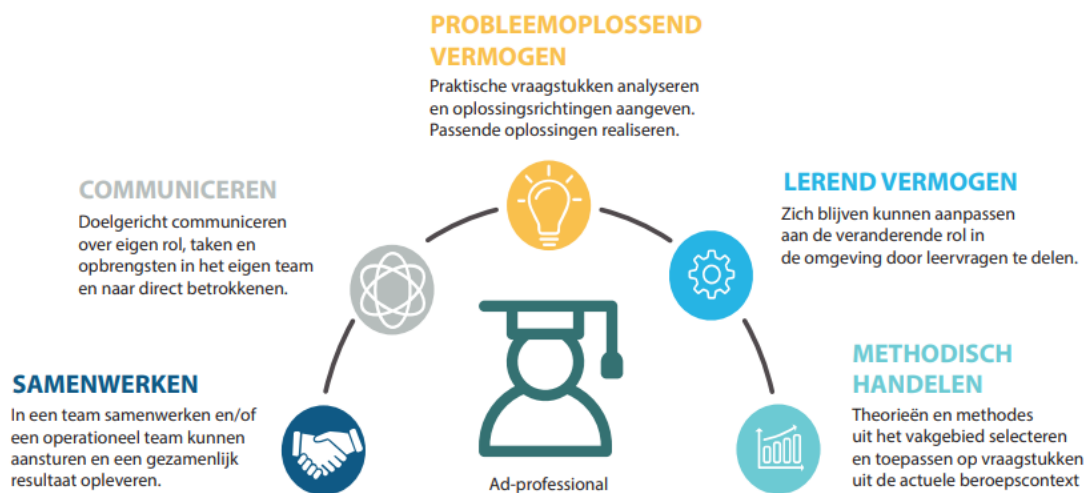 PROBLEEMOPLOSSEND
VERMOGEN
Praktische vraagstukken analyseren
en oplossingsrichtingen aangeven.
Passende oplossingen realiseren.
COMMUNICEREN
Doelgericht communiceren
over eigen rol, taken en
opbrengsten in het eigen team
en naar direct betrokkenen.
LEREND VERMOGEN
Zich blijven kunnen aanpassen
aan de veranderende rol in
de omgeving door leervragen te delen.
SAMENWERKEN
In een team samenwerken en/of
een operationeel team kunnen
aansturen en een gezamenlijk
resultaat opleveren.
METHODISCH
HANDELEN
Theorieën en methodes
uit het vakgebied selecteren
en toepassen op vraagstukken
uit de actuele beroepscontext
Ad-professional